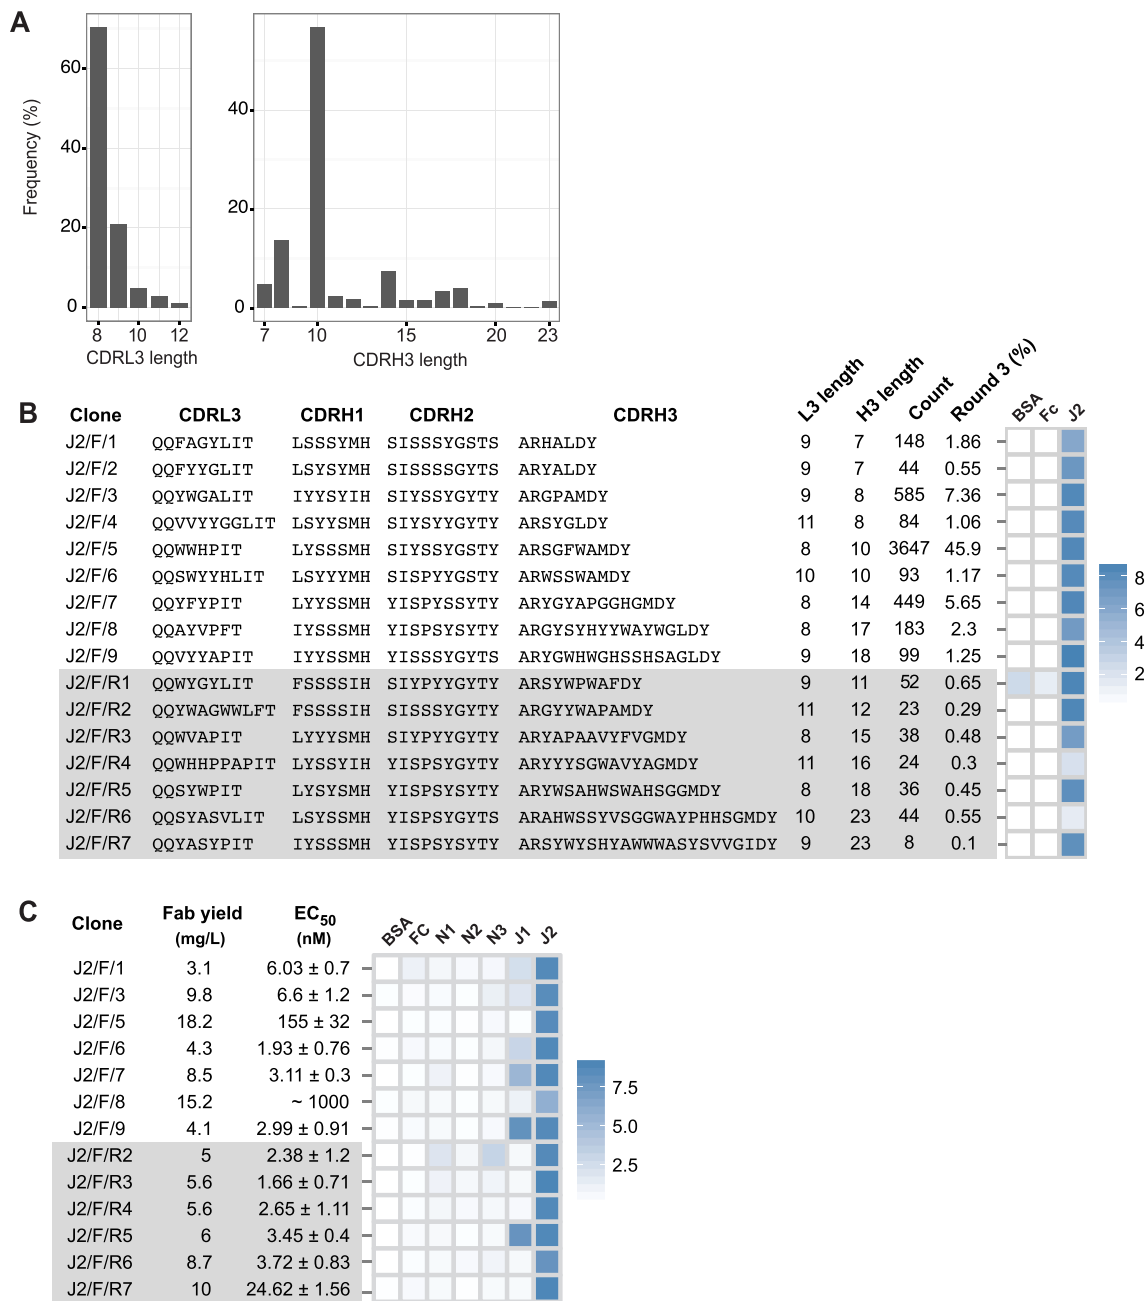 A
Frequency (%)
60
40
20
0
8 10 12
CDRL3 length
40
20
0
7 10 15 20 23
CDRH3 length
B
Clone CDRL3 CDRH1 CDRH2 CDRH3 L3 length H3 length Count Round 3 (%) BSA Fc J2
J2/F/1 QQFAGYLIT LSSSYMH SISSSYGSTS ARHALDY 9 7 148 1.86
J2/F/2 QQFYYGLIT LSYSYMH SISSSSGYTS ARYALDY 9 7 44 0.55
J2/F/3 QQYWGALIT IYYSYIH SIYSSYGYTY ARGPAMDY 9 8 585 7.36
J2/F/4 QQVVYYGGLIT LSYYSMH SIYSYYGYTY ARSYGLDY 11 8 84 1.06
J2/F/5 QQWWHPIT LYSSSMH SIYSSYGSTY ARSGFWAMDY 8 10 3647 45.9
J2/F/6 QQSWYYHLIT LSYYYMH SISPYYGSTY ARWSSWAMDY 10 10 93 1.17
J2/F/7 QQYFYPIT LYYSSMH YISPYSSYTY ARYGYAPGGHGMDY 8 14 449 5.65
J2/F/8 QQAYVPFT IYSSSMH YISPSYSYTY ARGYSYHYYWAYWGLDY 8 17 183 2.3
J2/F/9 QQVYYAPIT IYYSSMH SIYSSYGYTS ARYGWHWGHSSHSAGLDY 9 18 99 1.25
J2/F/R1 QQWYGYLIT FSSSSMH SIYPYYGYTY ARSYWPWAFDY 9 11 52 0.65
J2/F/R2 QQYWAGWWLFT FSSSSIH SIYPSYGYTY ARGYYWAPAMDY 11 12 23 0.29
J2/F/R3 QQWVAPIT LYYYSMH SIYPPYGYTY ARYAPAAVYFVGMDY 8 15 38 0.48
J2/F/R4 QQWHHPPAPIT LYSSYIH YISPSYGYTY ARYYYSGWAVYAGMDY 11 16 24 0.3
J2/F/R5 QQSYWPIT LYSYSMH YISPSYSYTY ARYWSAHWSWAHSGGMDY 8 18 36 0.45
J2/F/R6 QQSYASVLIT LSYSSMH YISPSYGYTS ARAHWSSYVSGGWAYPHHSGMDY 10 23 44 0.55
J2/F/R7 QQYASYPIT IYSSSMH YISPSYSYTY ARSYWYSHYAWWWASYSVVGIDY 9 23 8 0.1
8
6
4
2
C
Clone Fab yield (mg/L) EC50 (nM) BSA FC N1 N2 N3 J1 J2
J2/F/1 3.1 6.03 ± 0.7
J2/F/3 9.8 6.6 ± 1.2
J2/F/5 18.2 155 ± 32
J2/F/6 4.3 1.93 ± 0.76
J2/F/7 8.5 3.11 ± 0.3
J2/F/8 15.2 ~ 1000
J2/F/9 4.1 2.99 ± 0.91
J2/F/R2 5 2.38 ± 1.2
J2/F/R3 5.6 1.66 ± 0.71
J2/F/R4 5.6 2.65 ± 1.11
J2/F/R5 6 3.45 ± 0.4
J2/F/R6 8.7 3.72 ± 0.83
J2/F/R7 10 24.62 ± 1.56
7.5
5.0
2.5